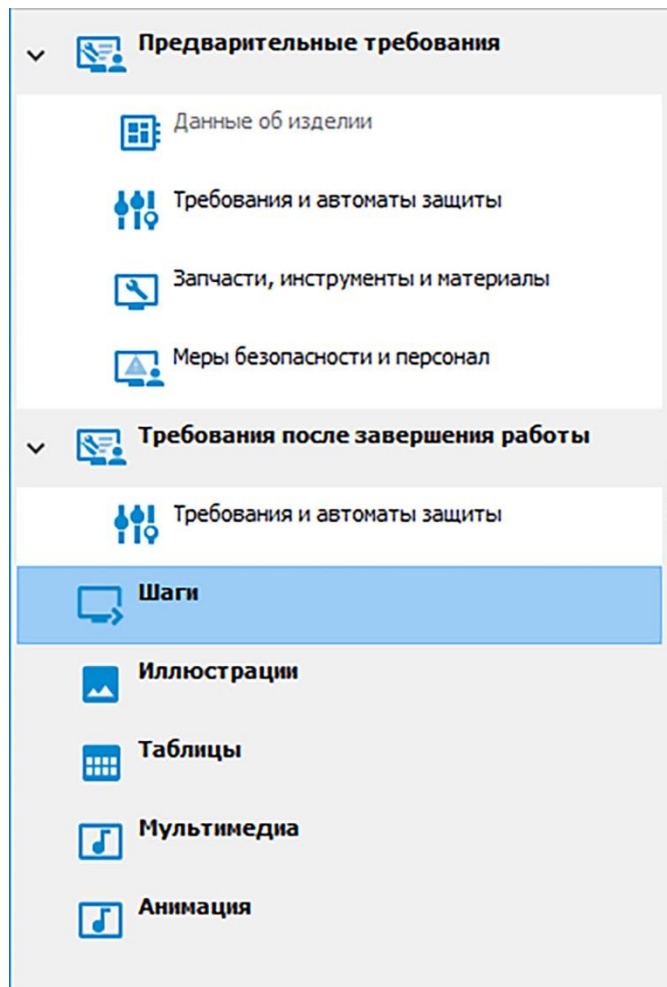 Предварительные требования
Данные об изделии
Требования и автоматы защиты
Запчасти, инструменты и материалы
Меры безопасности и персонал
Требования после завершения работы
Требования и автоматы защиты
Шаги
Иллюстрации
Таблицы
Мультимедиа
Анимация